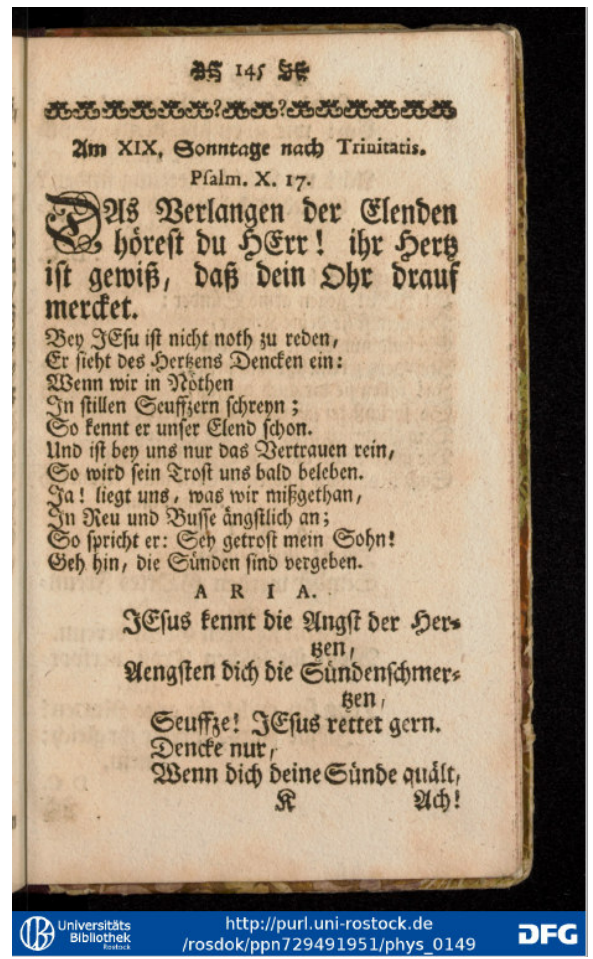 145
Am XIX. Sonntage nach Trinitatis.
Psalm. X. 17.
DAs Verlangen der Elenden
hörest du HErr! ihr Hertz
ist gewiß, daß dein Ohr drauf
mercket.
Bey JEsu ist nicht noth zu reden,
Er sieht des Hertzens Dencken ein:
Wenn wir in Nöthen
In stillen Seuffzern schreyn;
So kennt er unser Elend schon.
Und ist bey uns nur das Vertrauen rein,
So wird sein Trost uns bald beleben.
Ja! liegt uns, was wir mißgethan,
In Reu und Busse ängstlich an;
So spricht er: Sey getrost mein Sohn!
Geh hin, die Sünden sind vergeben.
ARIA.
JEsus kennt die Angst der Her-
tzen,
Aengsten dich die Sündenschmer-
tzen,
Seuffze! JEsus rettet gern.
Dencke nur,
Wenn dich deine Sünde quält,
K Ach!
Universitäts
Bibliothek
Rostock
http://purl.uni-rostock.de
/rosdok/ppn729491951/phys_0149
DFG